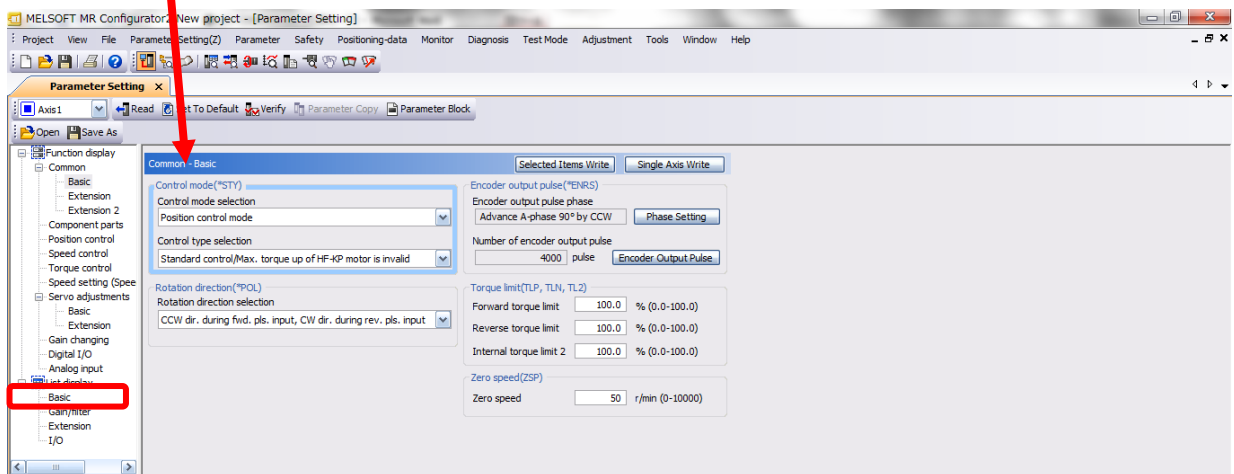 MELSOFT MR Configurator2 New project - [Parameter Setting]
Project View File Parameter Setting(Z) Parameter Safety Positioning-data Monitor Diagnosis Test Mode Adjustment Tools Window Help
Parameter Setting
Axis1 Read Set To Default Verify Parameter Copy Parameter Block
Open Save As
Function display
Common
Basic
Extension
Extension 2
Component parts
Position control
Speed control
Torque control
Speed setting (Spee
Servo adjustments
Basic
Extension
Gain changing
Digital I/O
Analog input
List display
Basic
Gain/filter
Extension
I/O
Common - Basic
Selected Items Write Single Axis Write
Control mode(*STY)
Control mode selection
Position control mode
Control type selection
Standard control/Max. torque up of HF-KP motor is invalid
Rotation direction(*POL)
Rotation direction selection
CCW dir. during fwd. pls. input, CW dir. during rev. pls. input
Encoder output pulse(*ENRS)
Encoder output pulse phase
Advance A-phase 90° by CCW Phase Setting
Number of encoder output pulse
4000 pulse Encoder Output Pulse
Torque limit(TLP, TLN, TL2)
Forward torque limit 100.0 % (0.0-100.0)
Reverse torque limit 100.0 % (0.0-100.0)
Internal torque limit 2 100.0 % (0.0-100.0)
Zero speed(ZSP)
Zero speed 50 r/min (0-10000)